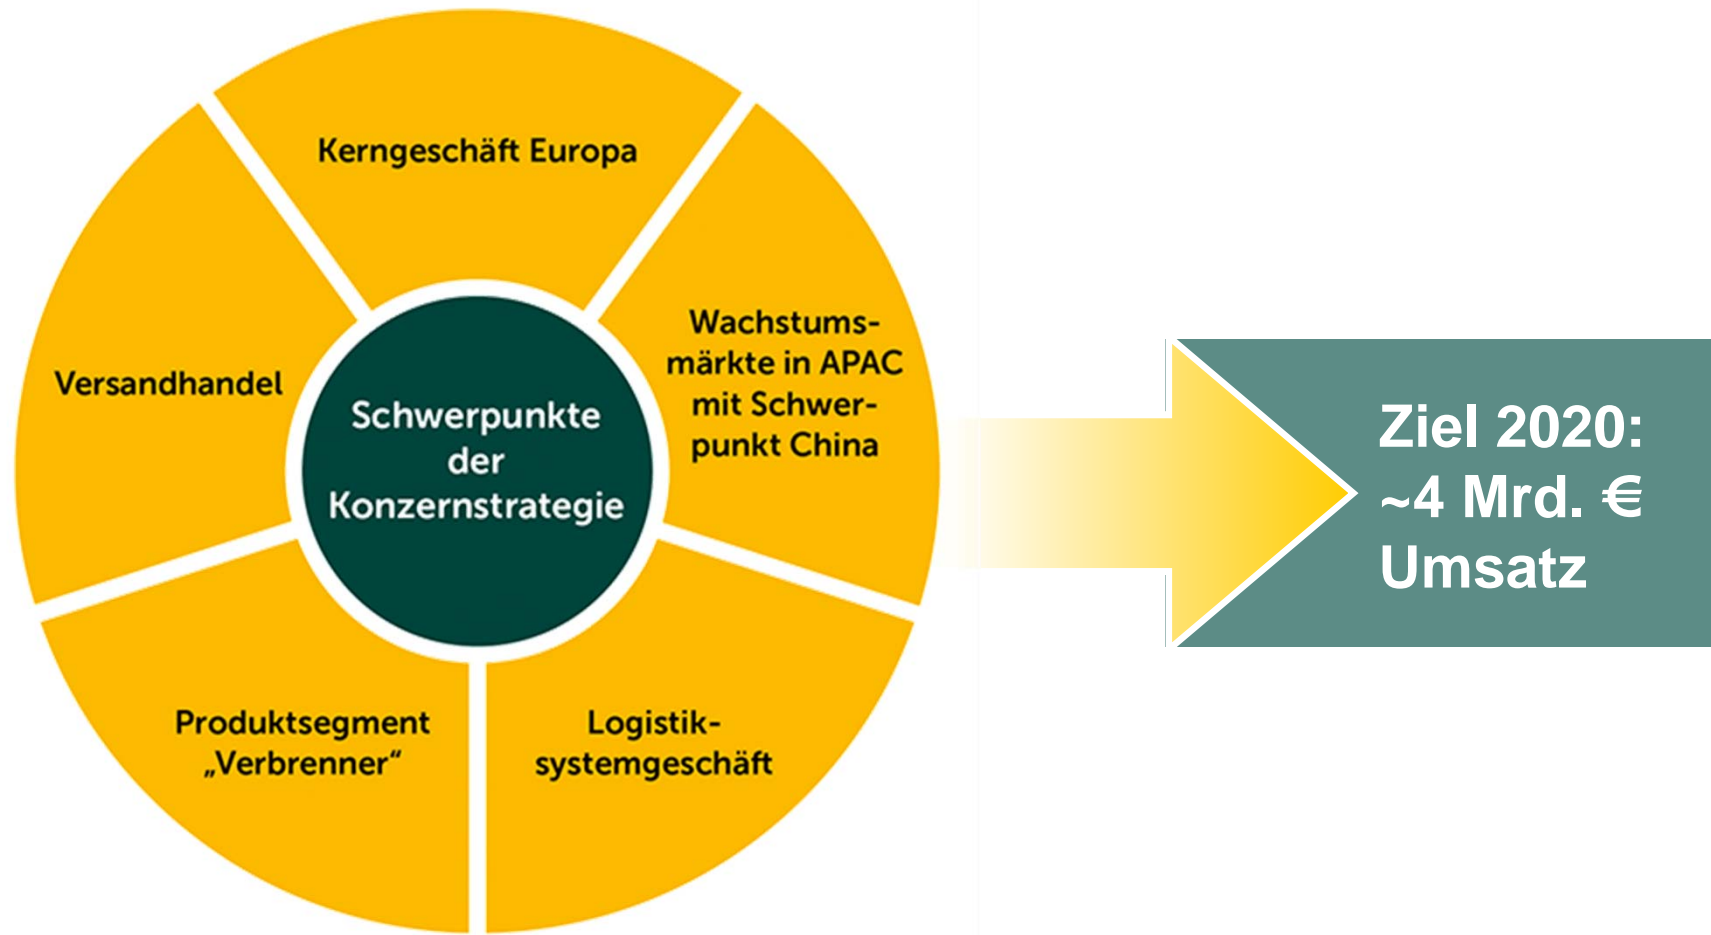 Kerngeschäft Europa
Wachstums-
märkte in APAC
mit Schwer-
punkt China
Versandhandel
Schwerpunkte
der
Konzernstrategie
Ziel 2020:
~4 Mrd. €
Umsatz
Produktsegment
„Verbrenner“
Logistik-
systemgeschäft